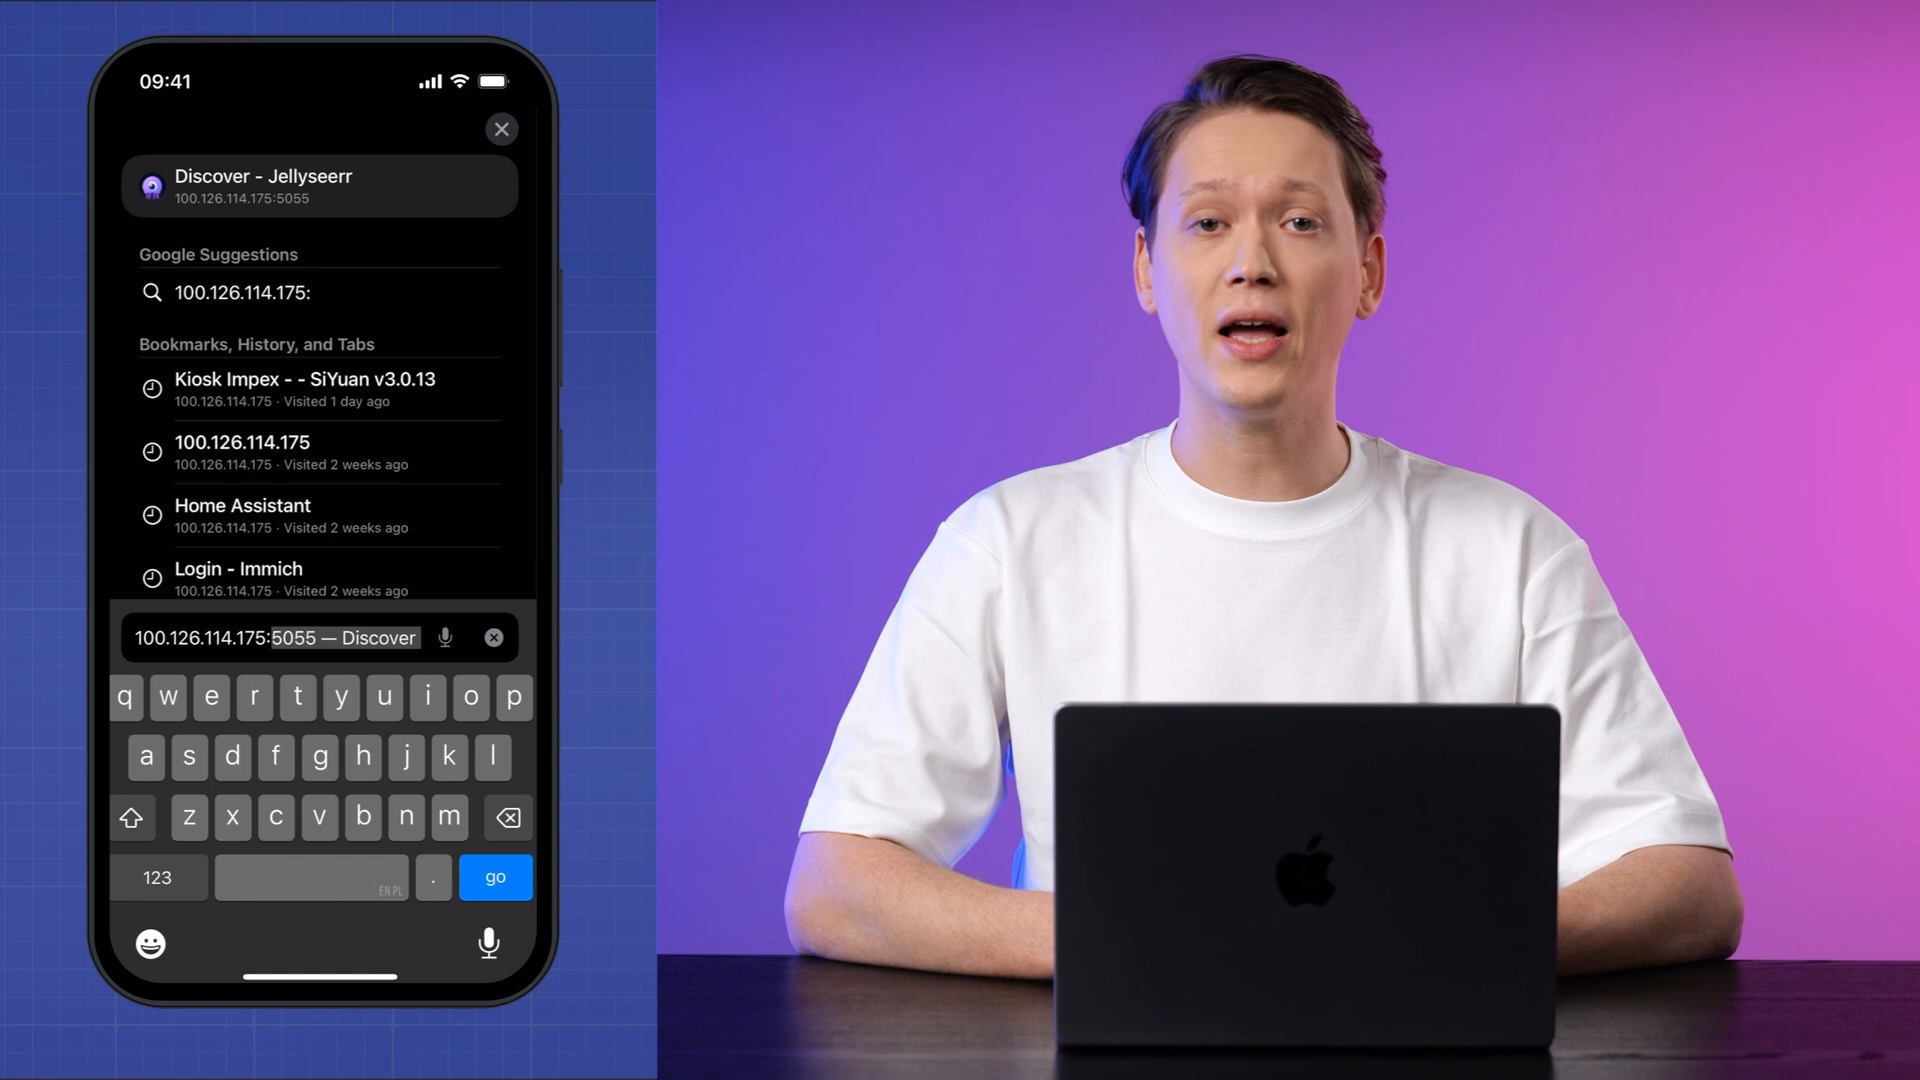 09:41
Discover - Jellyseerr
100.126.114.175:5055
Google Suggestions
100.126.114.175:
Bookmarks, History, and Tabs
Kiosk Impex - - SiYuan v3.0.13
100.126.114.175 · Visited 1 day ago
100.126.114.175
100.126.114.175 · Visited 2 weeks ago
Home Assistant
100.126.114.175 · Visited 2 weeks ago
Login - Immich
100.126.114.175 · Visited 2 weeks ago
100.126.114.175:5055 — Discover
q w e r t y u i o p
a s d f g h j k l
z x c v b n m
123 EN PL . go